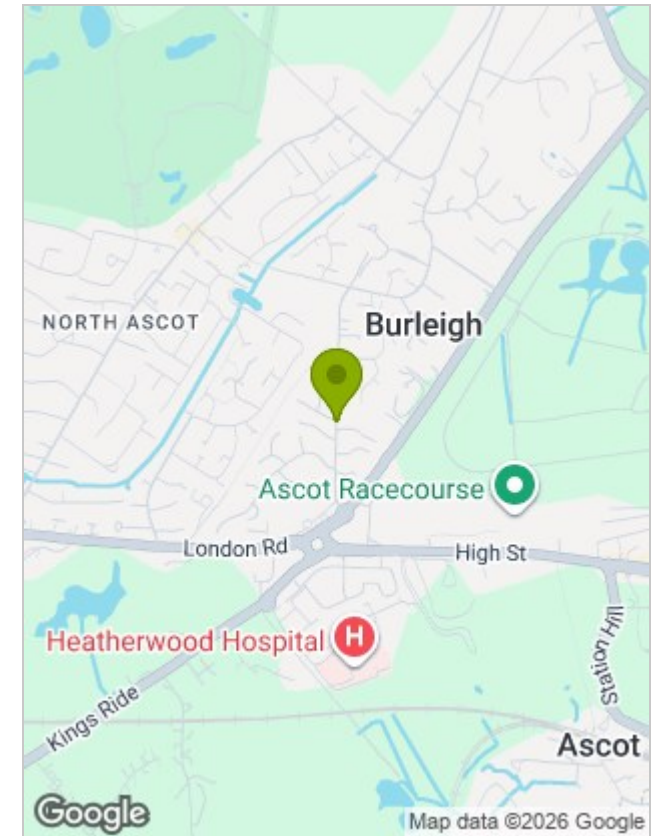 NORTH ASCOT
Burleigh
Ascot Racecourse
London Rd
High St
Heatherwood Hospital
H
Station Hill
Kings Ride
Ascot
Google
Map data ©2026 Google